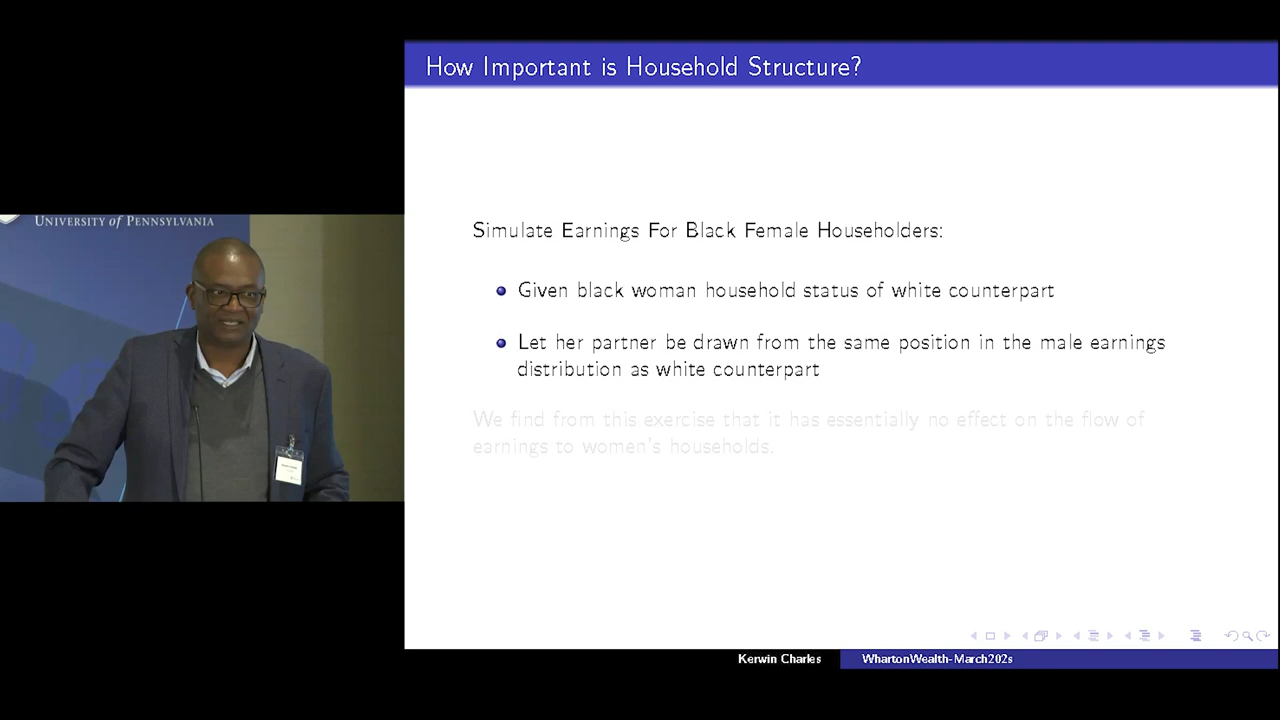 How Important is Household Structure?
UNIVERSITY of PENNSYLVANIA
Simulate Earnings For Black Female Householders:
Given black woman household status of white counterpart
Let her partner be drawn from the same position in the male earnings
distribution as white counterpart
We find from this exercise that it has essentially no effect on the flow of
earnings to women's households.
Kerwin Charles
WhartonWealth-March202s